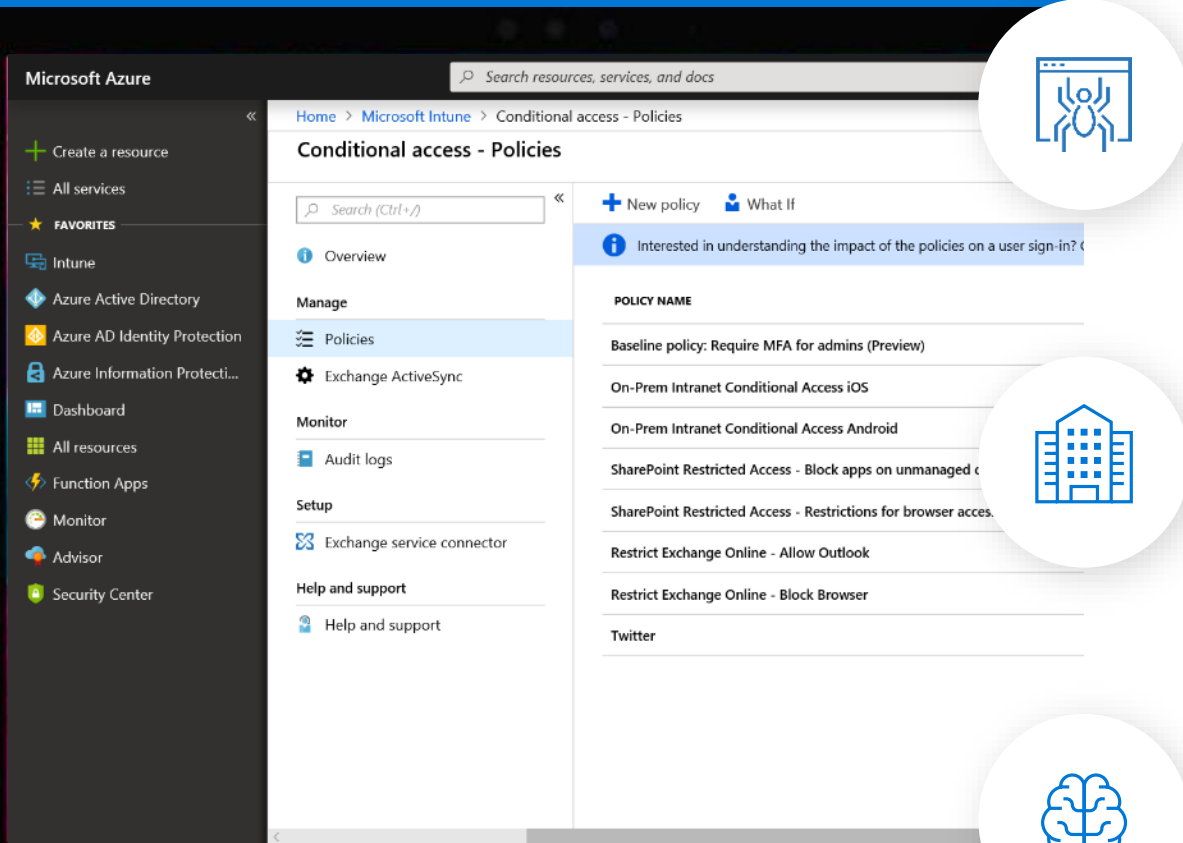 Microsoft Azure
Search resources, services, and docs
«
Create a resource
All services
FAVORITES
Intune
Azure Active Directory
Azure AD Identity Protection
Azure Information Protecti...
Dashboard
All resources
Function Apps
Monitor
Advisor
Security Center
Home > Microsoft Intune > Conditional access - Policies
Conditional access - Policies
Search (Ctrl+/)
«
Overview
Manage
Policies
Exchange ActiveSync
Monitor
Audit logs
Setup
Exchange service connector
Help and support
Help and support
New policy What If
Interested in understanding the impact of the policies on a user sign-in?
POLICY NAME
Baseline policy: Require MFA for admins (Preview)
On-Prem Intranet Conditional Access iOS
On-Prem Intranet Conditional Access Android
SharePoint Restricted Access - Block apps on unmanaged
SharePoint Restricted Access - Restrictions for browser
Restrict Exchange Online - Allow Outlook
Restrict Exchange Online - Block Browser
Twitter